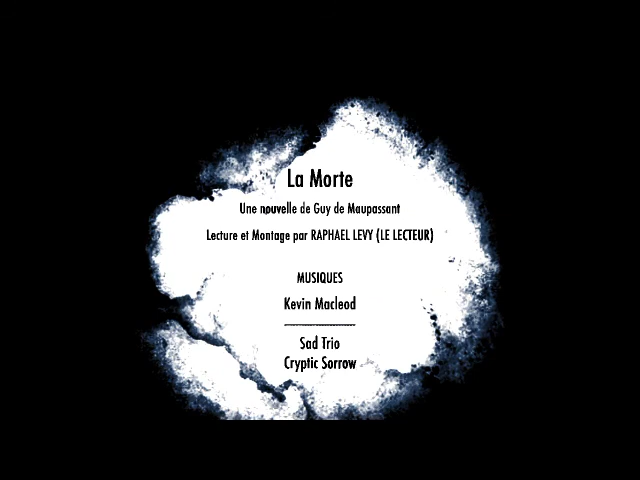 La Morte
Une nouvelle de Guy de Maupassant
Lecture et Montage par RAPHAEL LEVY (LE LECTEUR)
MUSIQUES
Kevin Macleod
Sad Trio
Cryptic Sorrow